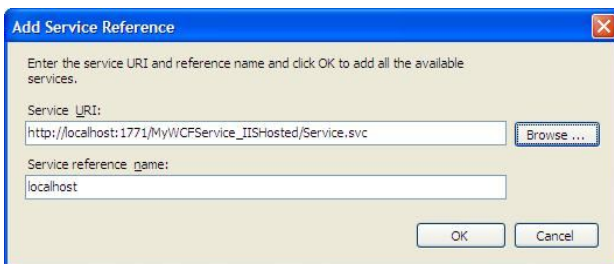 Add Service Reference
Enter the service URI and reference name and click OK to add all the available
services.
Service URI:
http://localhost:1771/MyWCFService_IISHosted/Service.svc
Browse ...
Service reference name:
localhost
OK
Cancel